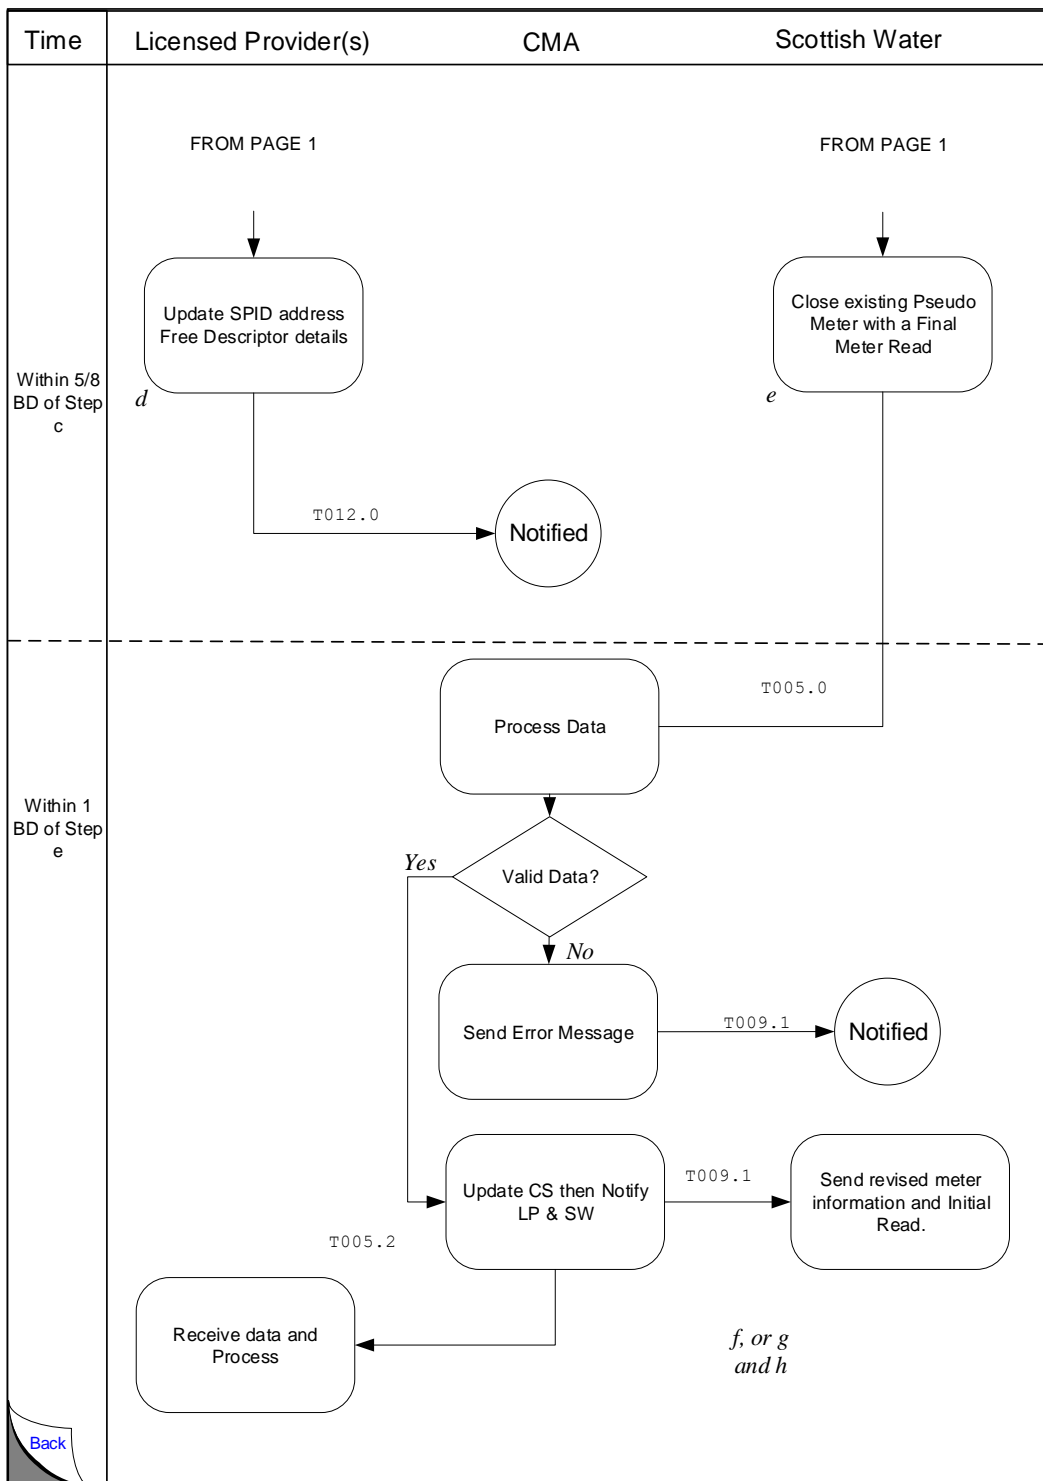 Time
Licensed Provider(s)
CMA
Scottish Water
FROM PAGE 1
FROM PAGE 1
Update SPID address
Free Descriptor details
Close existing Pseudo
Meter with a Final
Meter Read
Within 5/8
BD of Step
c
d
e
T012.0
Notified
T005.0
Process Data
Within 1
BD of Step
e
Yes
Valid Data?
No
Send Error Message
T009.1
Notified
Update CS then Notify
LP & SW
T009.1
Send revised meter
information and Initial
Read.
T005.2
Receive data and
Process
f, or g
and h
Back